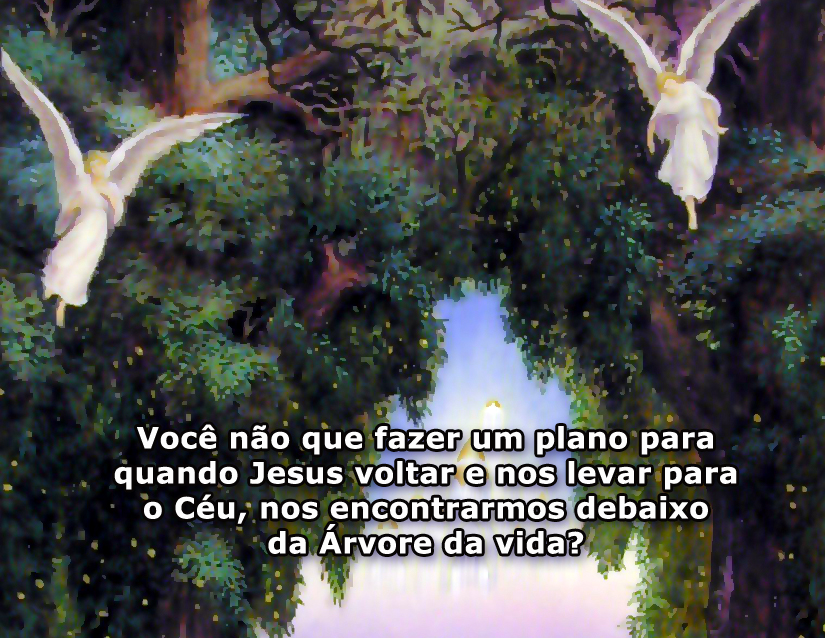 Você não que fazer um plano para
quando Jesus voltar e nos levar para
o Céu, nos encontrarmos debaixo
da Árvore da vida?